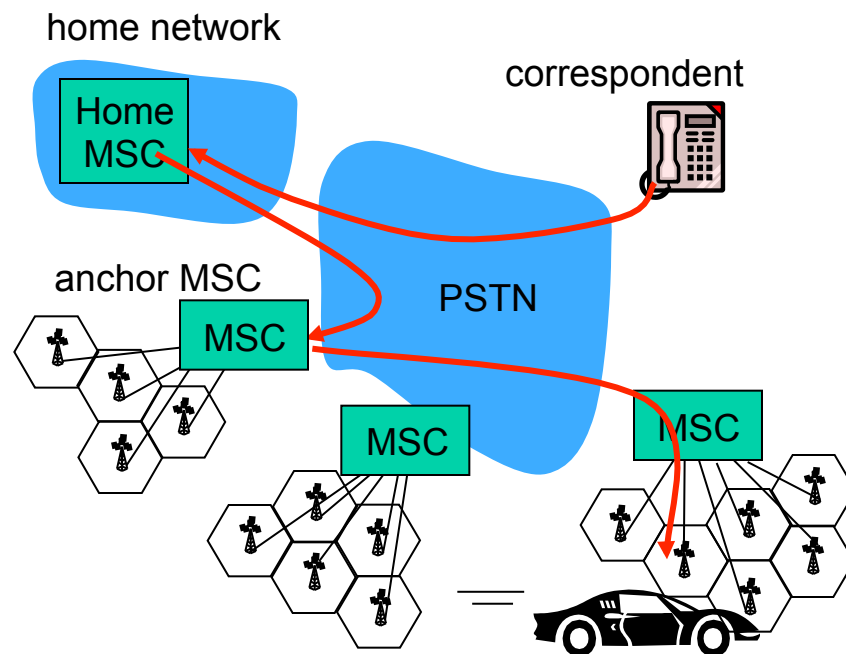 home network
correspondent
Home
MSC
anchor MSC
PSTN
MSC
MSC
MSC